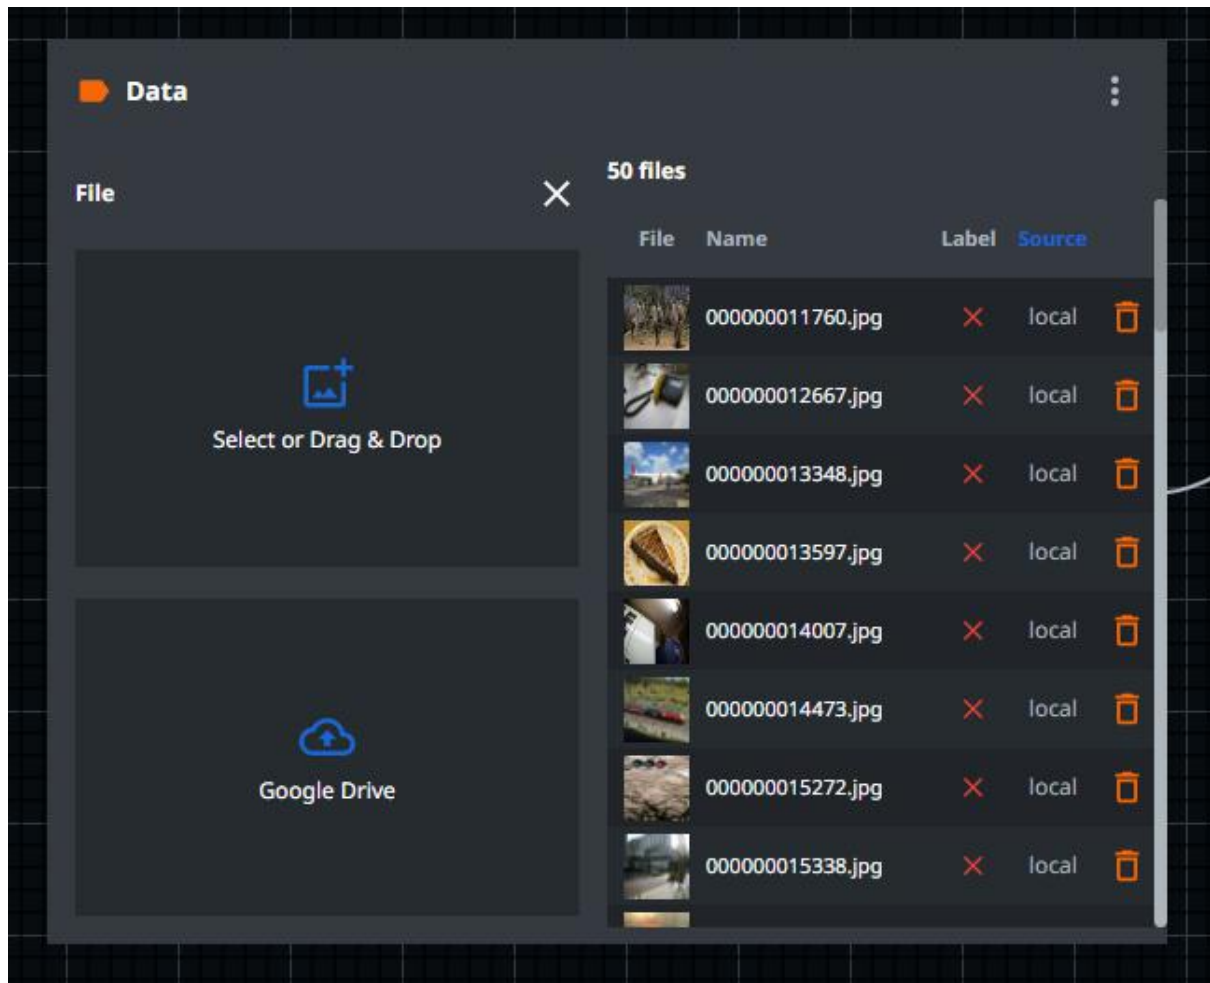 Data
File
50 files
File Name Label Source
Select or Drag & Drop
Google Drive
000000011760.jpg local
000000012667.jpg local
000000013348.jpg local
000000013597.jpg local
000000014007.jpg local
000000014473.jpg local
000000015272.jpg local
000000015338.jpg local